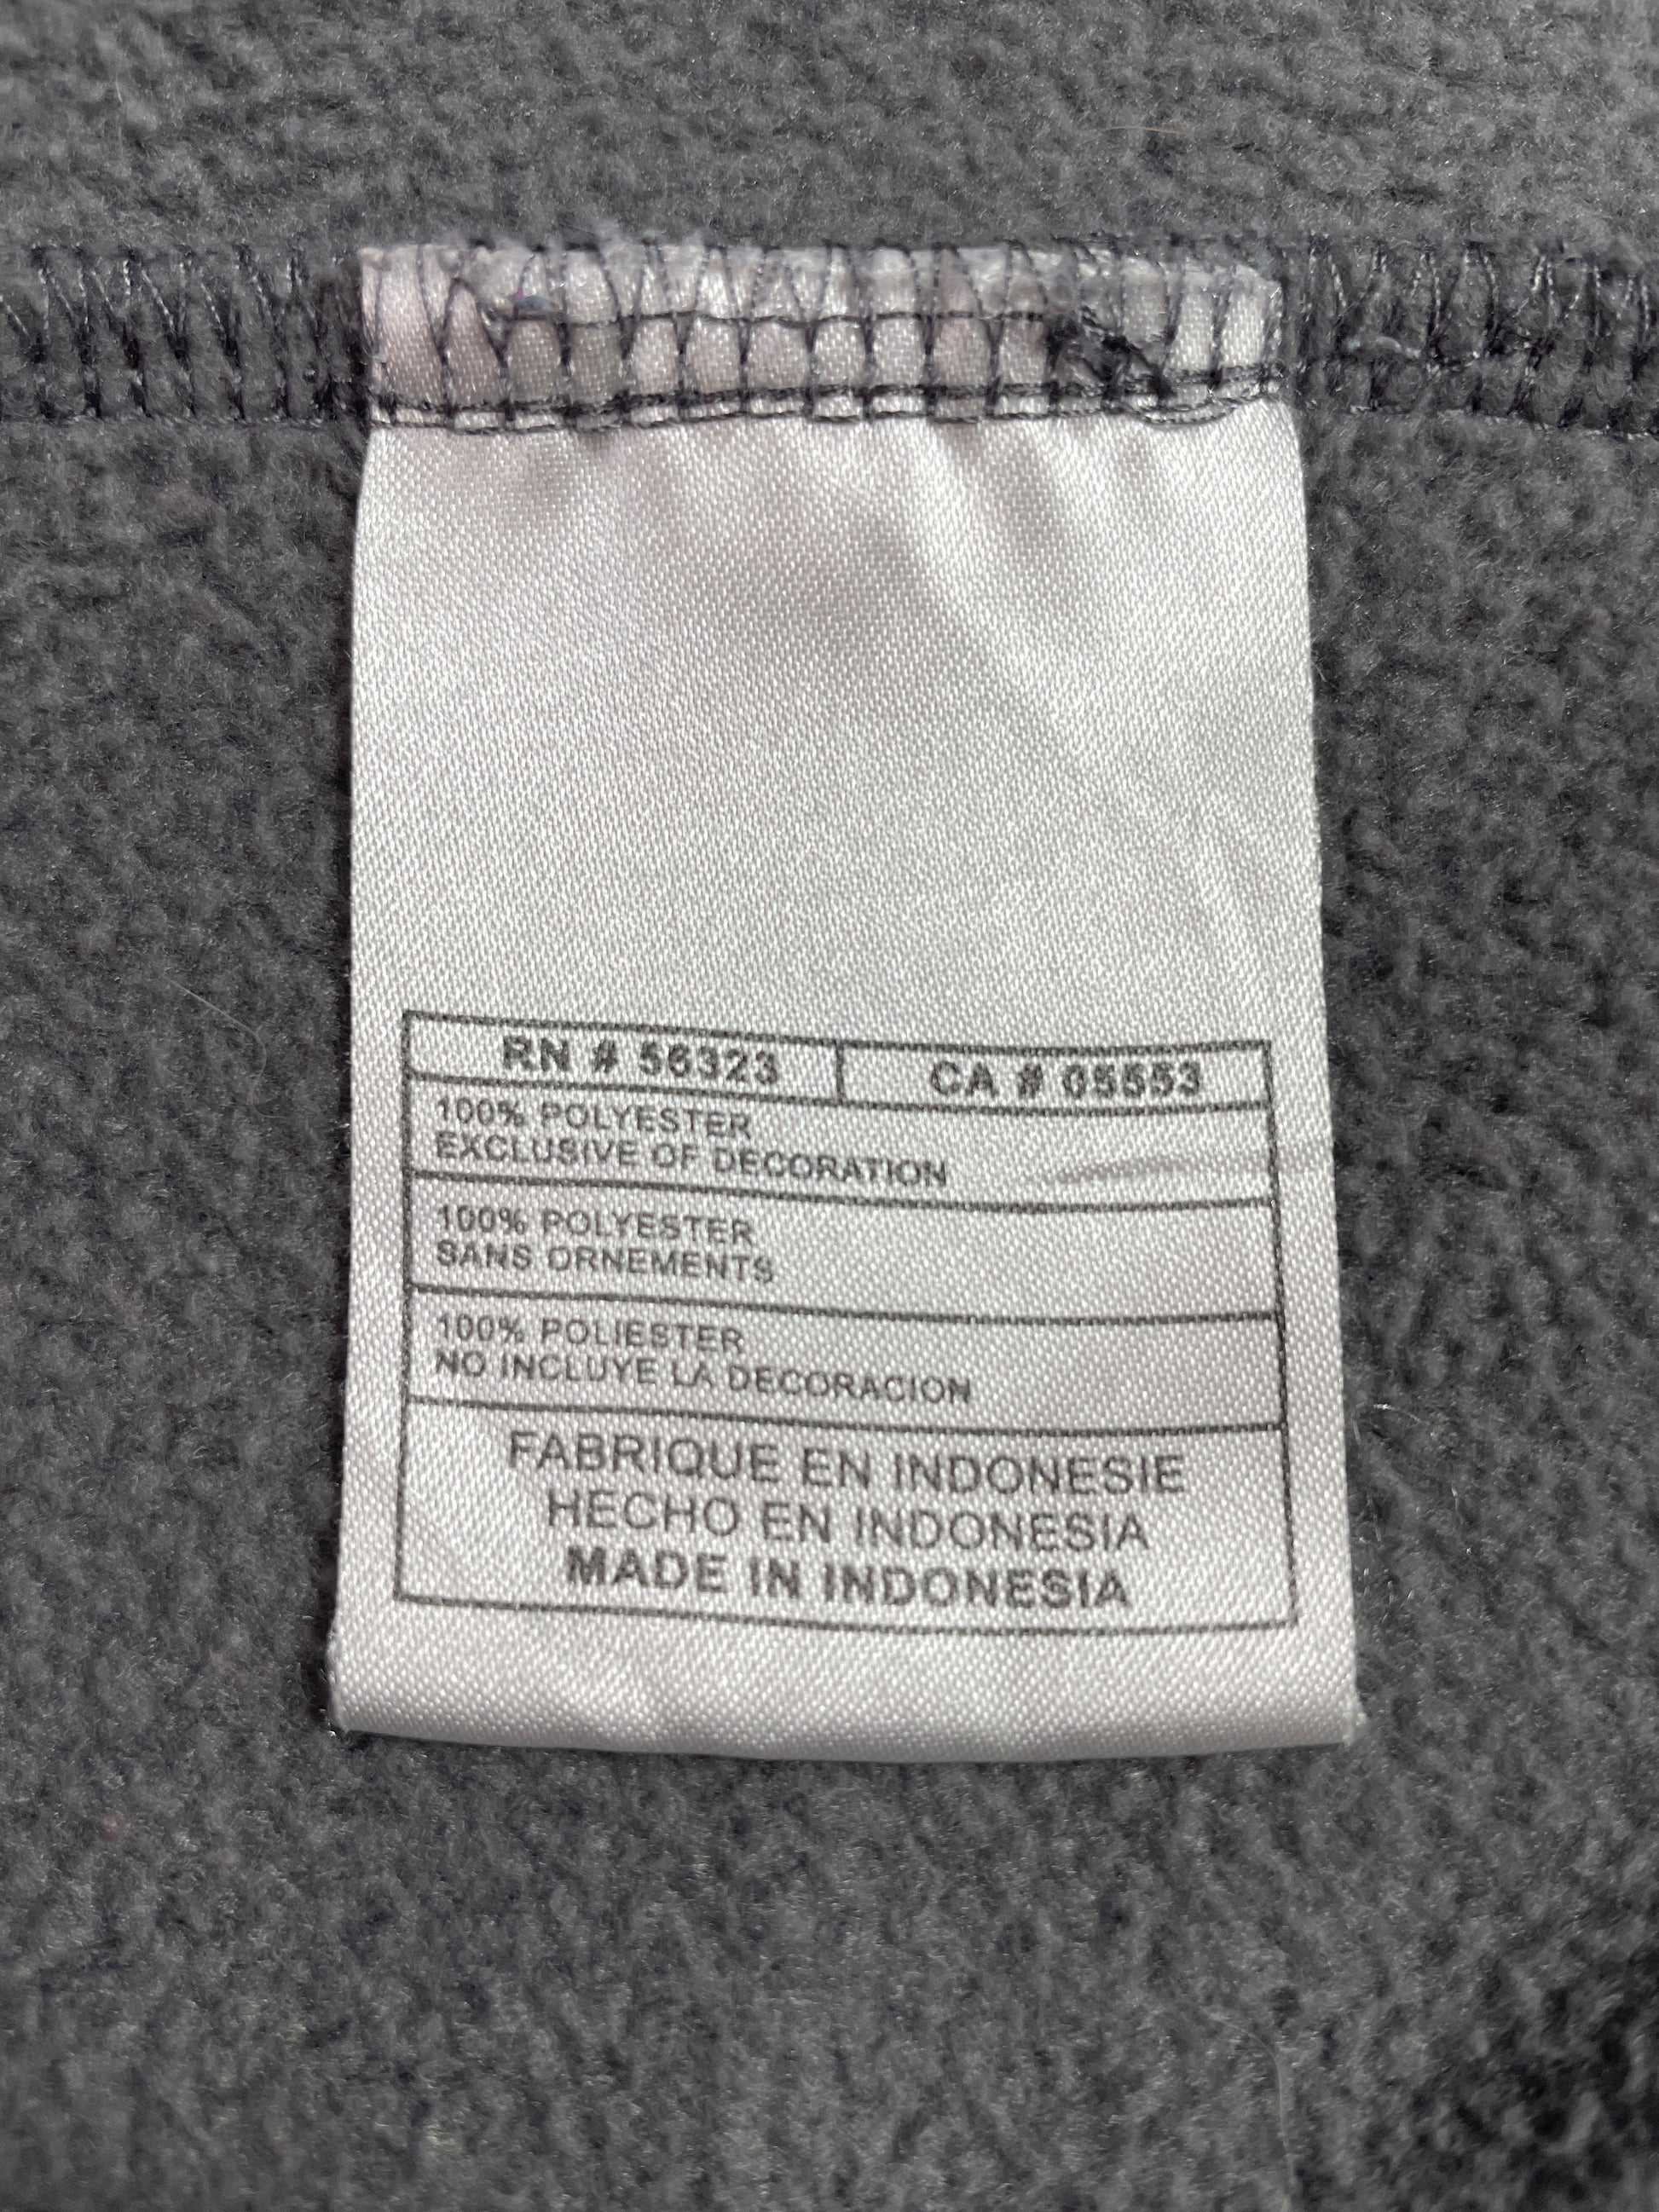 RN # 56323 CA # 05553
100% POLYESTER
EXCLUSIVE OF DECORATION
100% POLYESTER
SANS ORNEMENTS
100% POLIESTER
NO INCLUYE LA DECORACION
FABRIQUE EN INDONESIE
HECHO EN INDONESIA
MADE IN INDONESIA